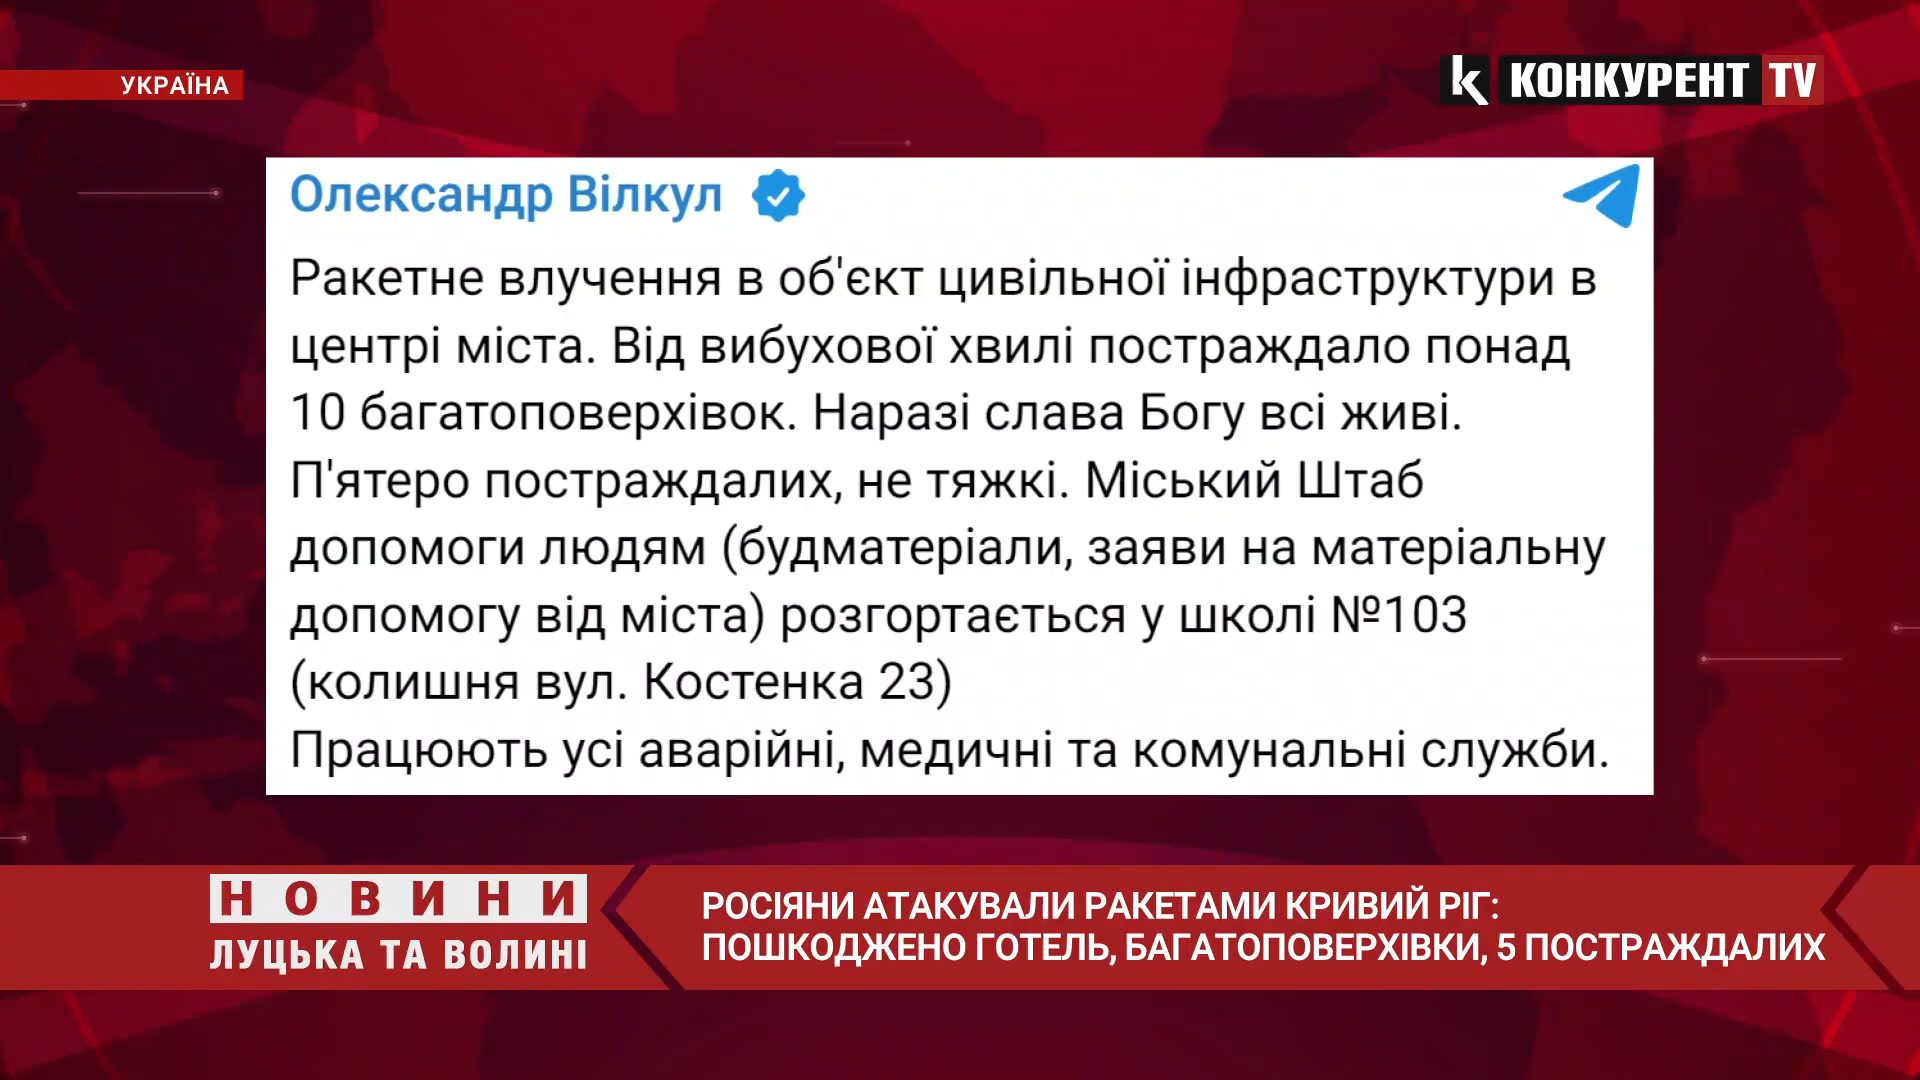 УКРАЇНА
k КОНКУРЕНТ TV
Олександр Вілкул
Ракетне влучення в об'єкт цивільної інфраструктури в
центрі міста. Від вибухової хвилі постраждало понад
10 багатоповерхівок. Наразі слава Богу всі живі.
П'ятеро постраждалих, не тяжкі. Міський Штаб
допомоги людям (будматеріали, заяви на матеріальну
допомогу від міста) розгортається у школі №103
(колишня вул. Костенка 23)
Працюють усі аварійні, медичні та комунальні служби.
НОВИНИ
ЛУЦЬКА ТА ВОЛИНІ
РОСІЯНИ АТАКУВАЛИ РАКЕТАМИ КРИВИЙ РІГ:
ПОШКОДЖЕНО ГОТЕЛЬ, БАГАТОПОВЕРХІВКИ, 5 ПОСТРАЖДАЛИХ